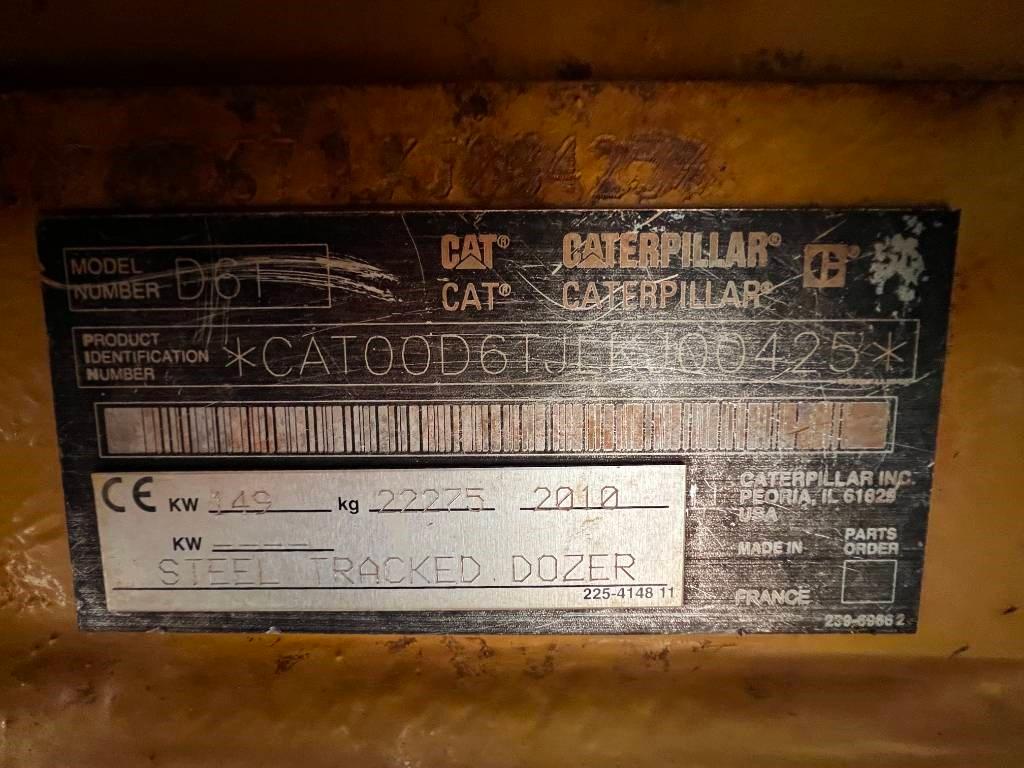 MODEL
NUMBER D6T
CAT® CATERPILLAR®
CAT® CATERPILLAR®
PRODUCT
IDENTIFICATION
NUMBER
CE KW 149 kg 22275 2010
KW ----
STEEL TRACKED DOZER
225-4148 11
CATERPILLAR INC.
PEORIA, IL 61629
USA
MADE IN
FRANCE
PARTS
ORDER